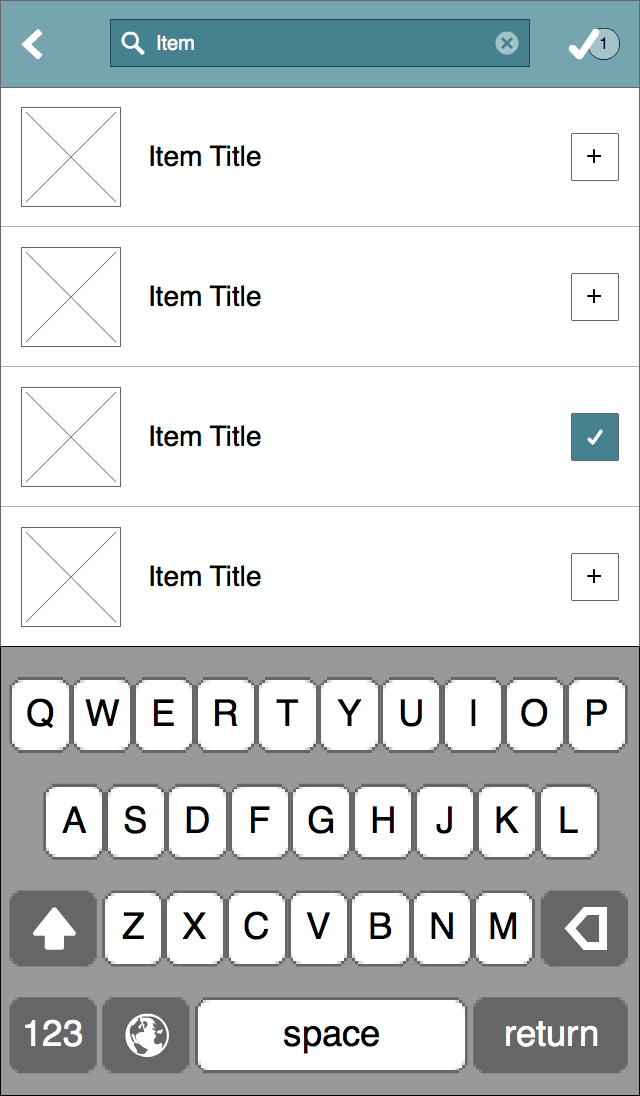 Item 1
Item Title +
Item Title +
Item Title
Item Title +
Q W E R T Y U I O P
A S D F G H J K L
Z X C V B N M
123 space return